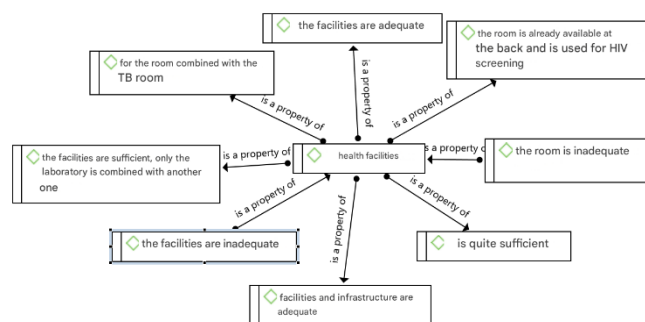 the facilities are adequate
the room is already available at
the back and is used for HIV
screening
for the room combined with the
TB room
is a property of
is a property of
is a property of
the facilities are sufficient, only the
laboratory is combined with another
one
is a property of
health facilities
is a property of
the room is inadequate
is a property of
is a property of
is a property of
the facilities are inadequate
is quite sufficient
facilities and infrastructure are
adequate